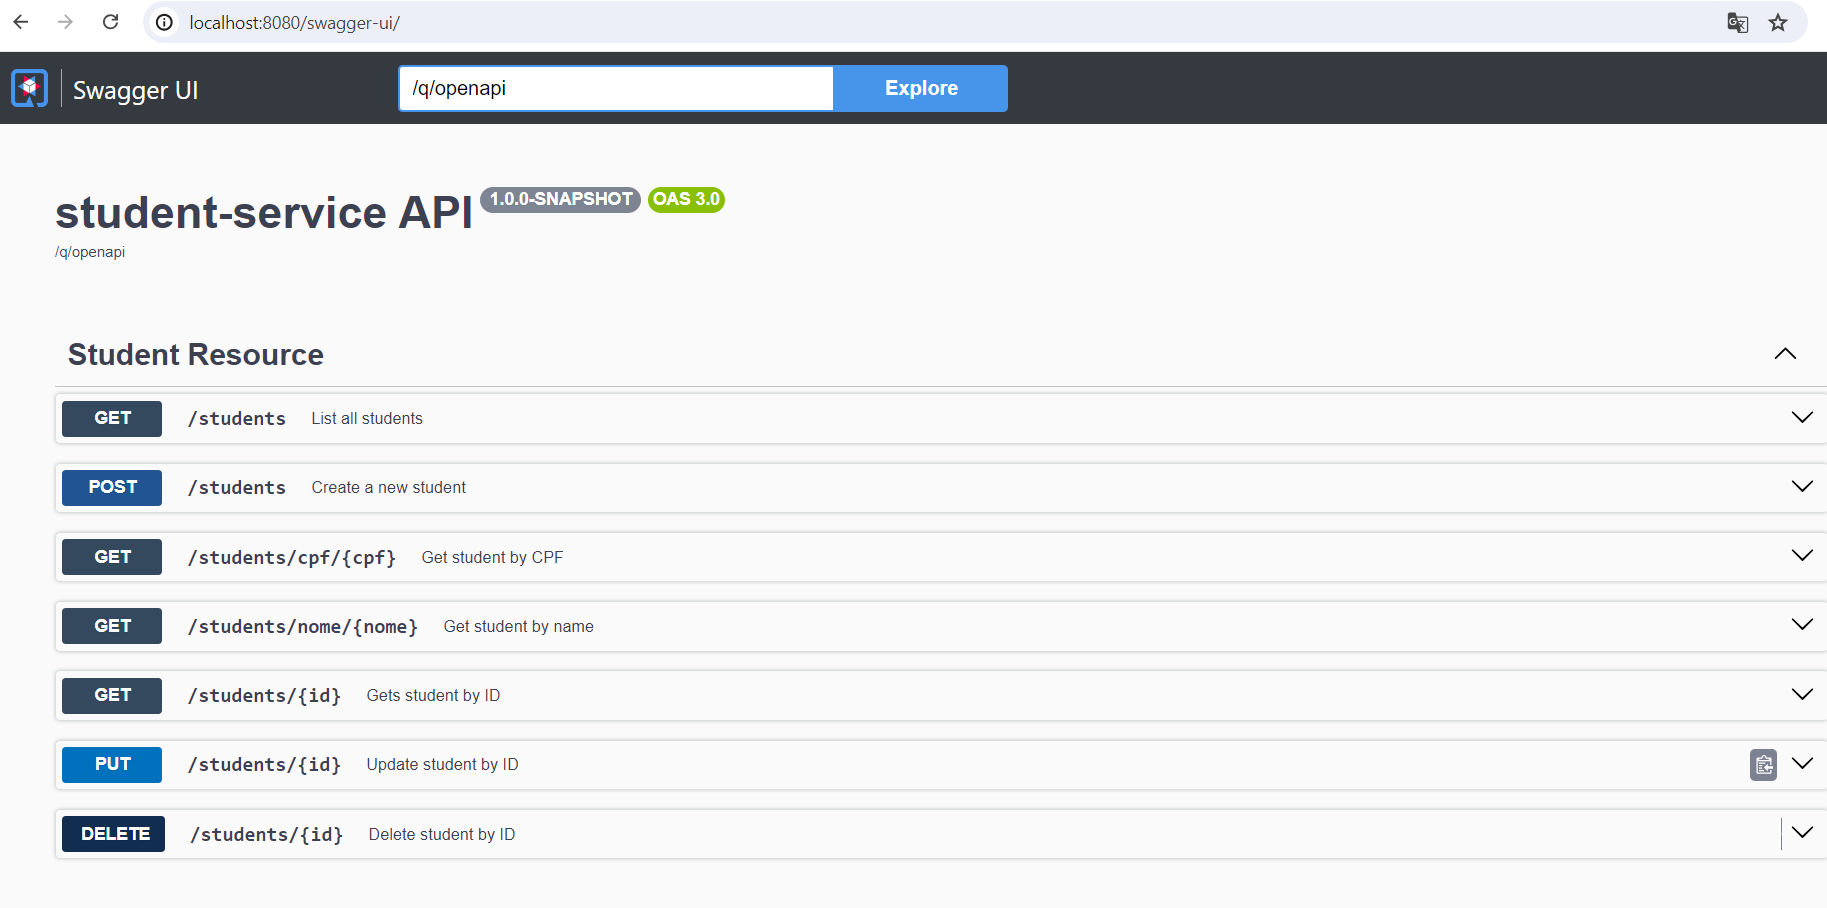 localhost:8080/swagger-ui/
Swagger UI
/q/openapi
Explore
student-service API 1.0.0-SNAPSHOT OAS 3.0
/q/openapi
Student Resource
GET /students List all students
POST /students Create a new student
GET /students/cpf/{cpf} Get student by CPF
GET /students/nome/{nome} Get student by name
GET /students/{id} Gets student by ID
PUT /students/{id} Update student by ID
DELETE /students/{id} Delete student by ID